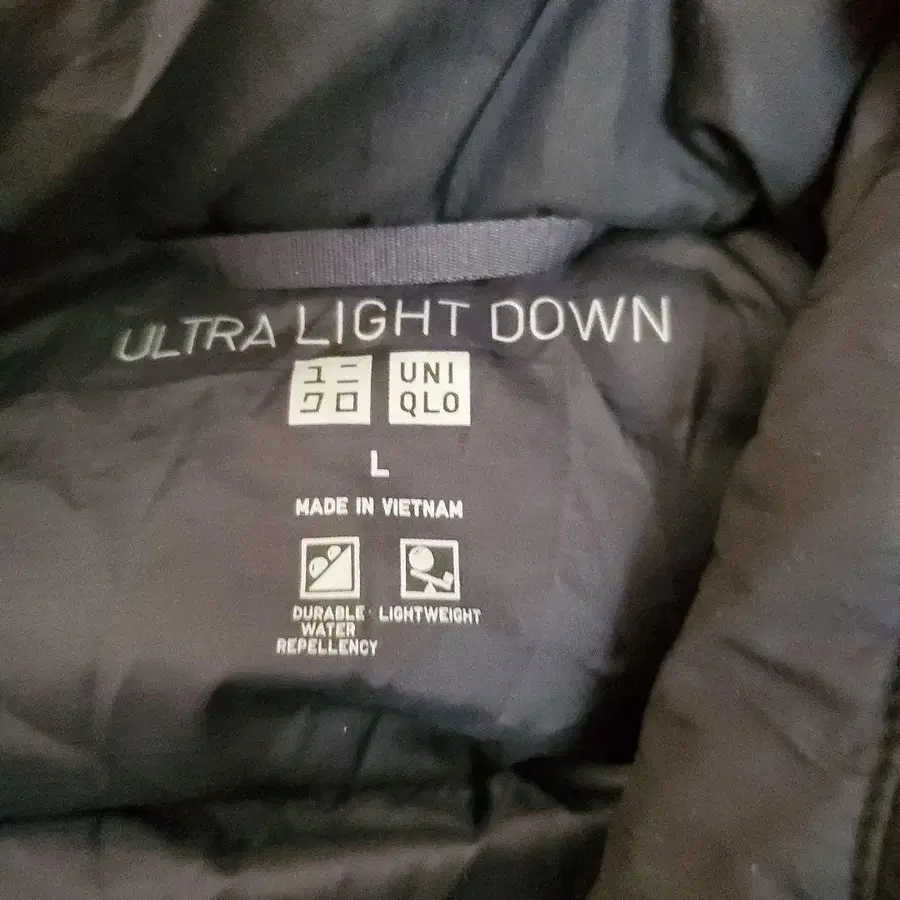 ULTRA LIGHT DOWN
ユニ UNI
クロ QLO
L
MADE IN VIETNAM
DURABLE LIGHTWEIGHT
WATER
REPELLENCY